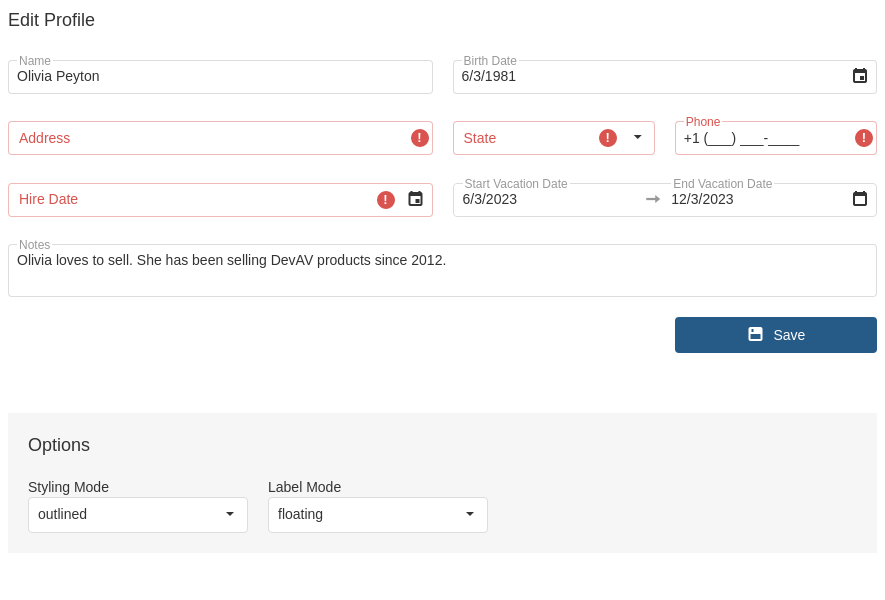 Edit Profile
Name
Olivia Peyton
Birth Date
6/3/1981
Address
State
Phone
+1 (___) ___-____
Hire Date
Start Vacation Date
6/3/2023
End Vacation Date
12/3/2023
Notes
Olivia loves to sell. She has been selling DevAV products since 2012.
Save
Options
Styling Mode
outlined
Label Mode
floating